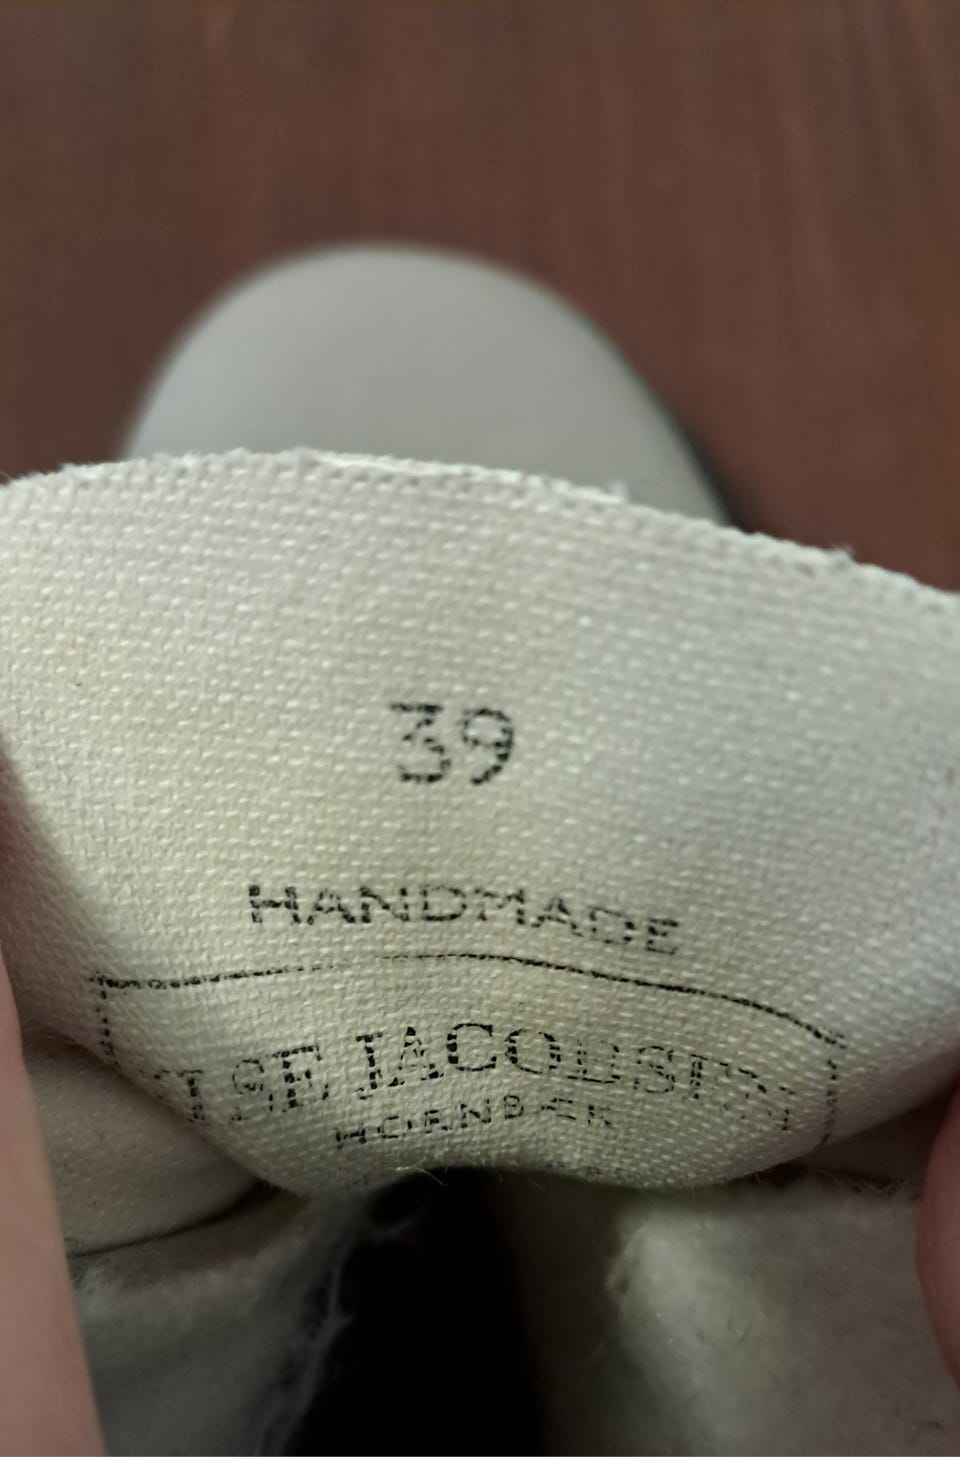 39
HANDMADE
ILSE JACOBSEN
HORNBÆK